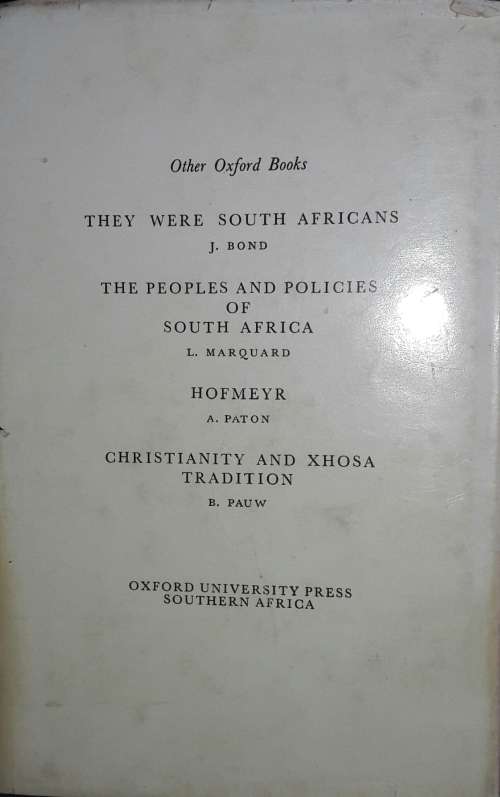 Other Oxford Books
THEY WERE SOUTH AFRICANS
J. BOND
THE PEOPLES AND POLICIES
OF
SOUTH AFRICA
L. MARQUARD
HOFMEYR
A. PATON
CHRISTIANITY AND XHOSA
TRADITION
B. PAUW
OXFORD UNIVERSITY PRESS
SOUTHERN AFRICA